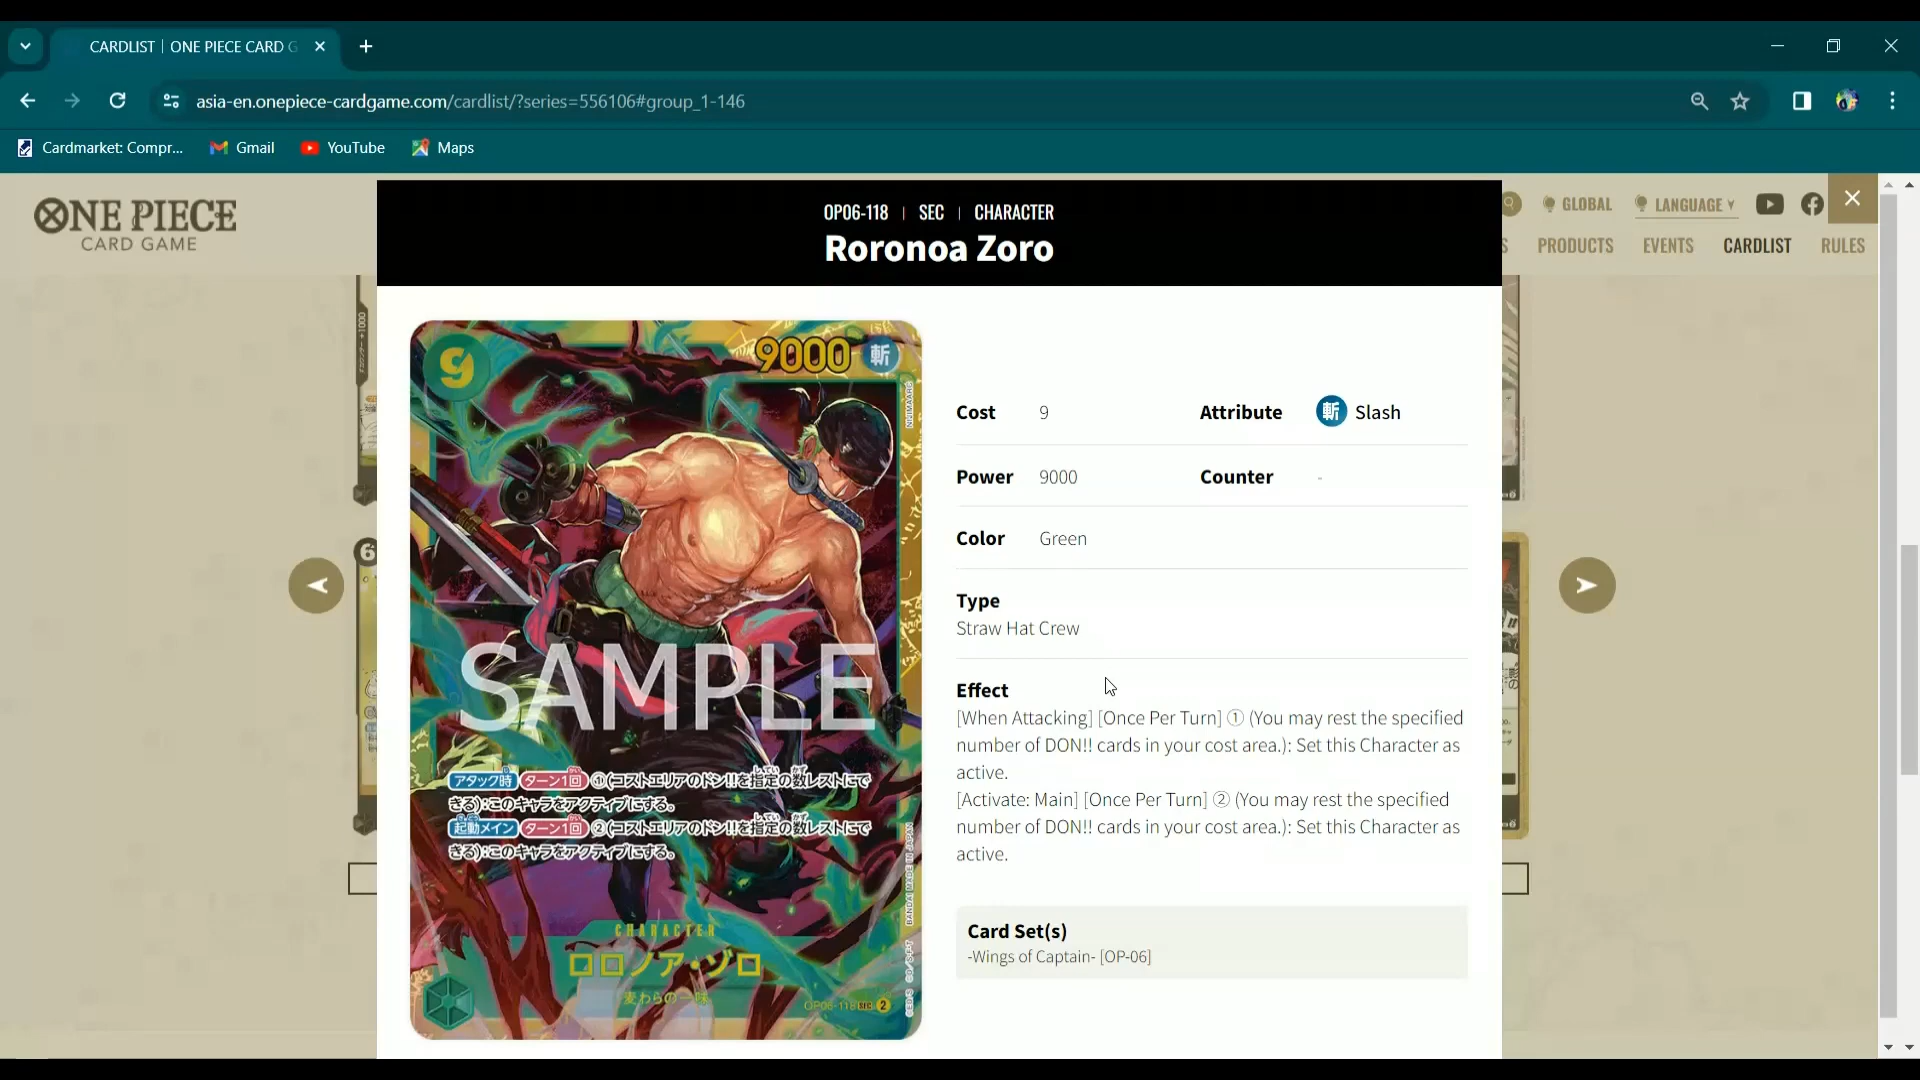 CARDLIST | ONE PIECE CARD G
asia-en.onepiece-cardgame.com/cardlist/?series=556106#group_1-146
Cardmarket: Compr...
Gmail
YouTube
Maps
ONE PIECE
CARD GAME
GLOBAL
LANGUAGE
S
PRODUCTS
EVENTS
CARDLIST
RULES
OP06-118 | SEC | CHARACTER
Roronoa Zoro
9
9000
斬
SAMPLE
アタック時 ターン1回 ①(コストエリアのドン!!を指定の数レストにで
きる):このキャラをアクティブにする。
起動メイン ターン1回 ②(コストエリアのドン!!を指定の数レストにで
きる):このキャラをアクティブにする。
CHARACTER
ロロノア・ゾロ
麦わらの一味
OP06-118 SEC 2
BANDAI MADE IN JAPAN
Cost 9
Attribute 斬 Slash
Power 9000
Counter -
Color Green
Type
Straw Hat Crew
Effect
[When Attacking] [Once Per Turn] ① (You may rest the specified
number of DON!! cards in your cost area.): Set this Character as
active.
[Activate: Main] [Once Per Turn] ② (You may rest the specified
number of DON!! cards in your cost area.): Set this Character as
active.
Card Set(s)
-Wings of Captain- [OP-06]
6